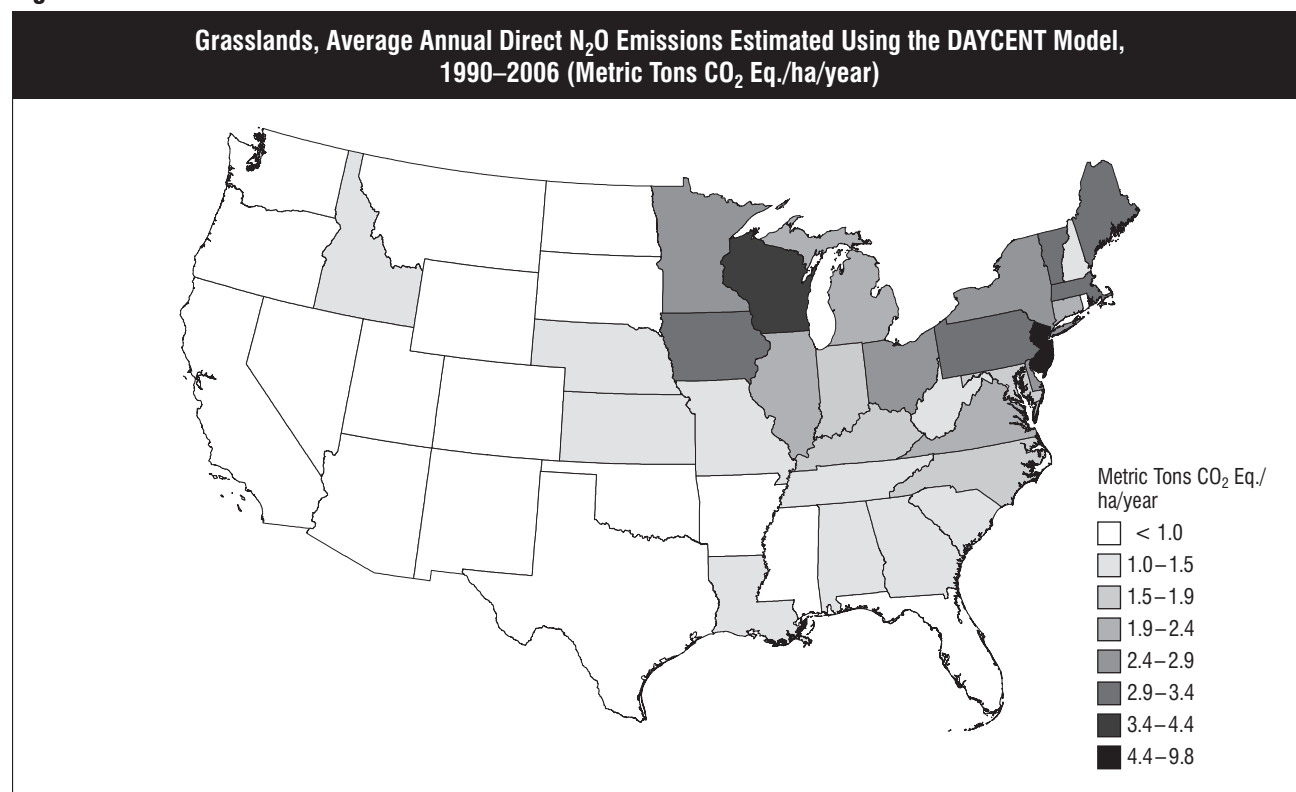 Grasslands, Average Annual Direct N₂O Emissions Estimated Using the DAYCENT Model,
1990–2006 (Metric Tons CO₂ Eq./ha/year)
Metric Tons CO₂ Eq./
ha/year
< 1.0
1.0–1.5
1.5–1.9
1.9–2.4
2.4–2.9
2.9–3.4
3.4–4.4
4.4–9.8